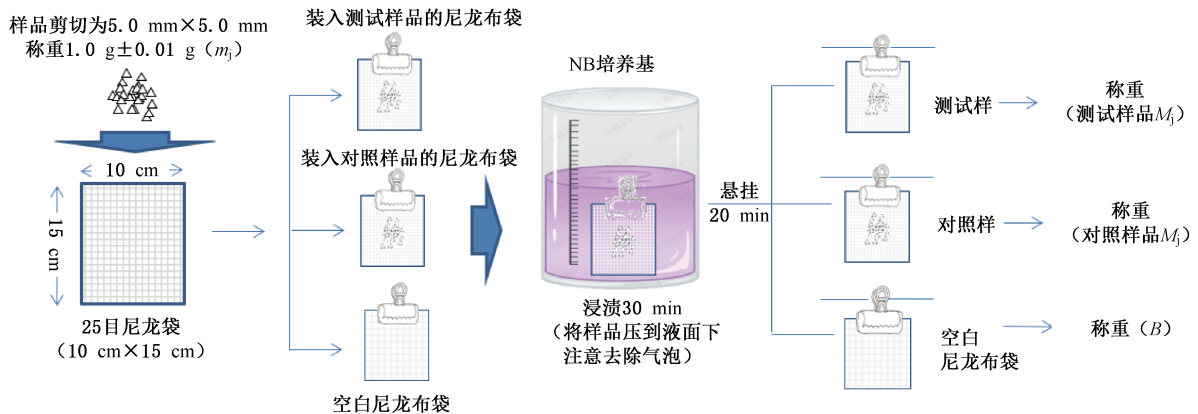 样品剪切为5.0 mm×5.0 mm
称重1.0 g±0.01 g（mj）
10 cm
15 cm
25目尼龙袋
（10 cm×15 cm）
装入测试样品的尼龙布袋
装入对照样品的尼龙布袋
空白尼龙布袋
NB培养基
浸渍30 min
（将样品压到液面下
注意去除气泡）
悬挂
20 min
测试样
称重
（测试样品Mj）
对照样
称重
（对照样品Mj）
空白
尼龙布袋
称重（B）